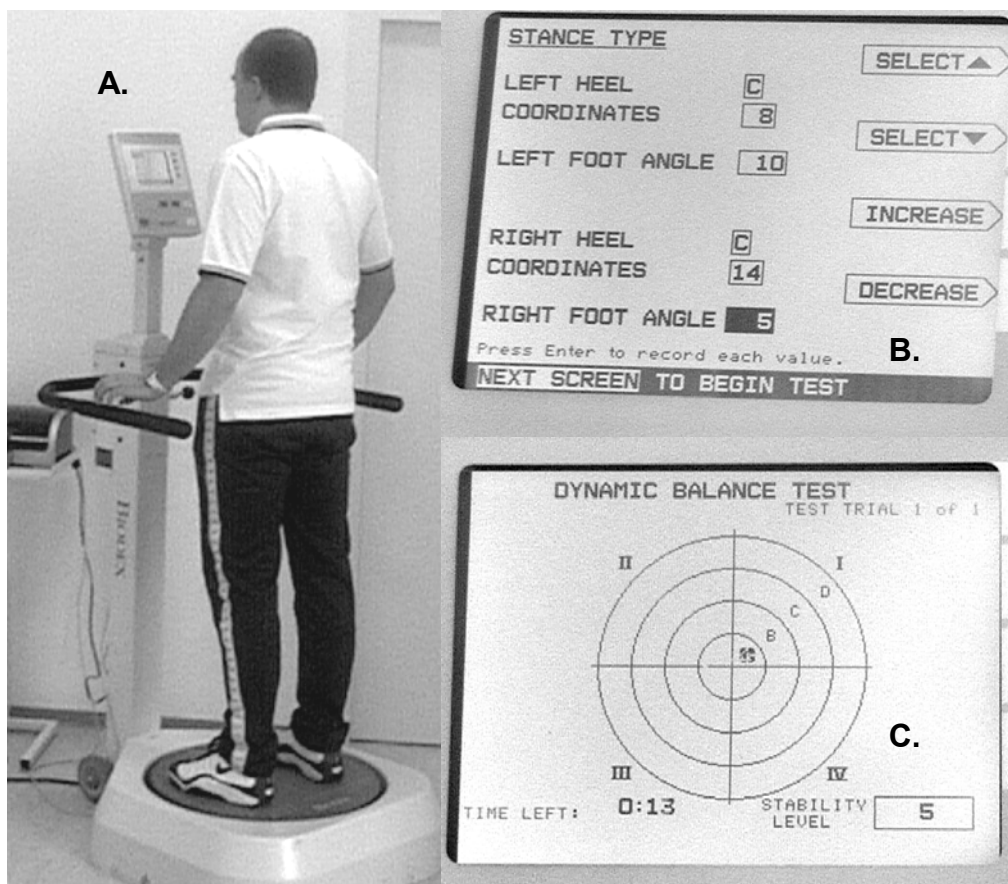 A.
BIODEX
STANCE TYPE
SELECT▲
LEFT HEEL C
COORDINATES 8
SELECT▼
LEFT FOOT ANGLE 10
INCREASE
RIGHT HEEL C
COORDINATES 14
DECREASE
RIGHT FOOT ANGLE 5
Press Enter to record each value.
B.
NEXT SCREEN TO BEGIN TEST
DYNAMIC BALANCE TEST
TEST TRIAL 1 of 1
II I
D
C
B
C.
III IV
TIME LEFT: 0:13
STABILITY LEVEL 5